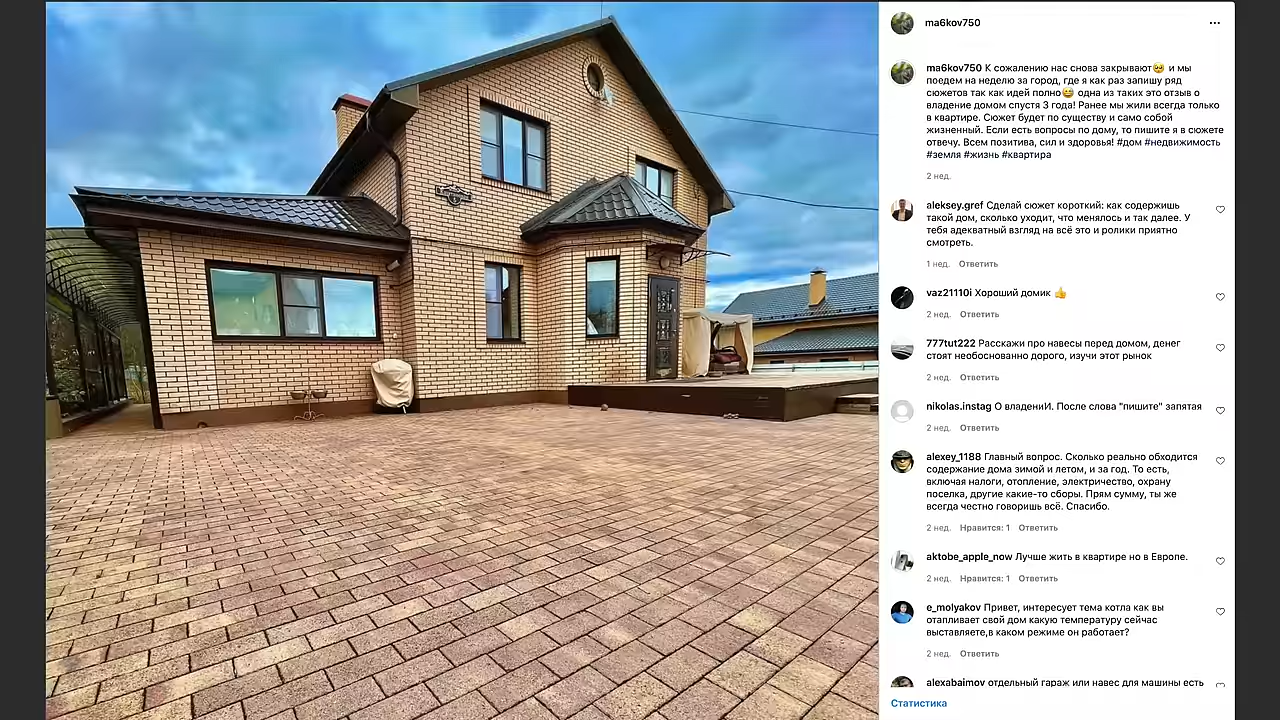 ma6kov750
ma6kov750 К сожалению нас снова закрывают🥺 и мы
поедем на неделю за город, где я как раз запишу ряд
сюжетов так как идей полно😅 одна из таких это отзыв о
владение домом спустя 3 года! Ранее мы жили всегда только
в квартире. Сюжет будет по существу и само собой
жизненный. Если есть вопросы по дому, то пишите я в сюжете
отвечу. Всем позитива, сил и здоровья! #дом #недвижимость
#земля #жизнь #квартира
2 нед.
aleksey.gref Сделай сюжет короткий: как содержишь
такой дом, сколько уходит, что менялось и так далее. У
тебя адекватный взгляд на всё это и ролики приятно
смотреть.
1 нед. Ответить
vaz21110i Хороший домик 👍
2 нед. Ответить
777tut222 Расскажи про навесы перед домом, денег
стоят необоснованно дорого, изучи этот рынок
2 нед. Ответить
nikolas.instag О владениИ. После слова "пишите" запятая
2 нед. Ответить
alexey_1188 Главный вопрос. Сколько реально обходится
содержание дома зимой и летом, и за год. То есть,
включая налоги, отопление, электричество, охрану
поселка, другие какие-то сборы. Прям сумму, ты же
всегда честно говоришь всё. Спасибо.
2 нед. Нравится: 1 Ответить
aktobe_apple_now Лучше жить в квартире но в Европе.
2 нед. Нравится: 1 Ответить
e_molyakov Привет, интересует тема котла как вы
отапливает свой дом какую температуру сейчас
выставляете,в каком режиме он работает?
2 нед. Ответить
alexabaimov отдельный гараж или навес для машины есть
Статистика